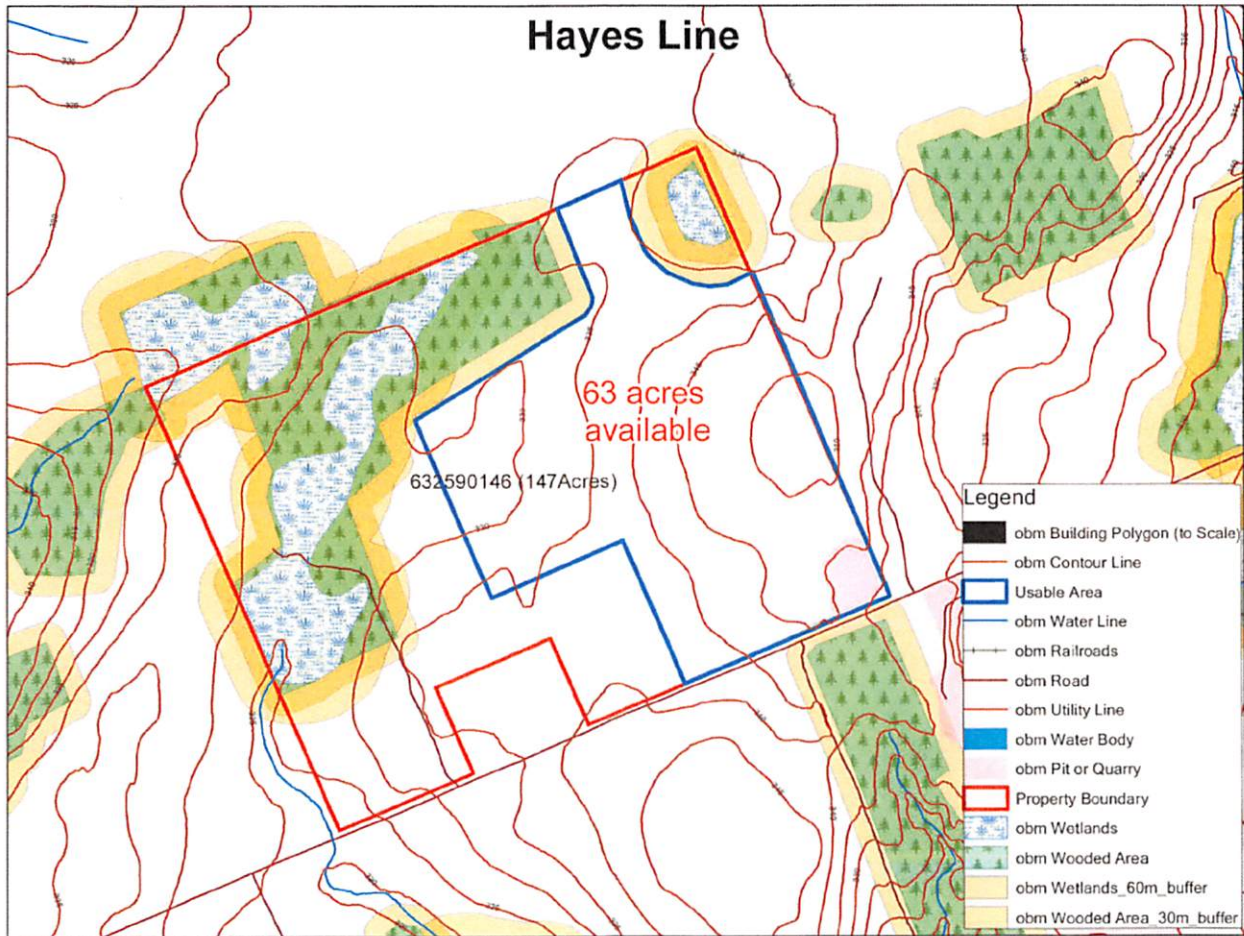 Hayes Line
63 acres
available
632590146 (147Acres)
Legend
obm Building Polygon (to Scale)
obm Contour Line
Usable Area
obm Water Line
obm Railroads
obm Road
obm Utility Line
obm Water Body
obm Pit or Quarry
Property Boundary
obm Wetlands
obm Wooded Area
obm Wetlands_60m_buffer
obm Wooded Area_30m_buffer